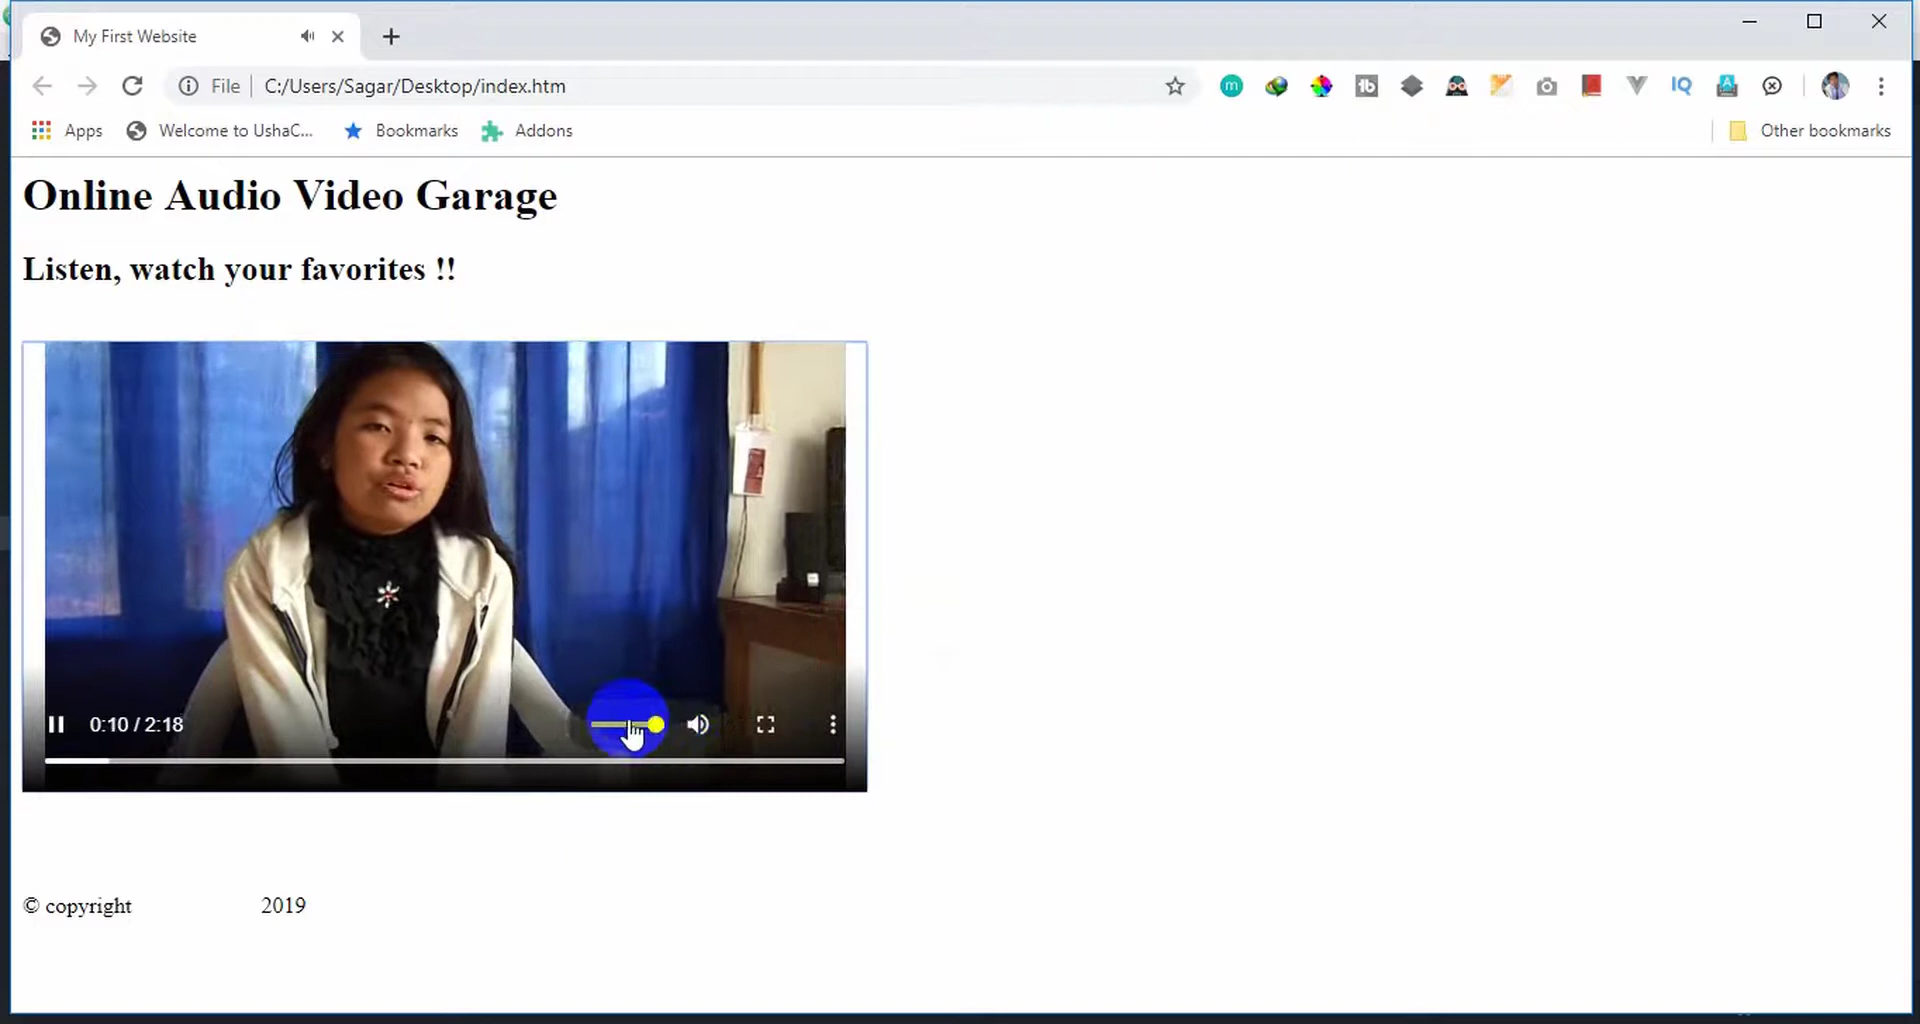 My First Website
File C:/Users/Sagar/Desktop/index.htm
m
IQ
Apps Welcome to UshaC... Bookmarks Addons Other bookmarks
Online Audio Video Garage
Listen, watch your favorites !!
0:10 / 2:18
© copyright 2019